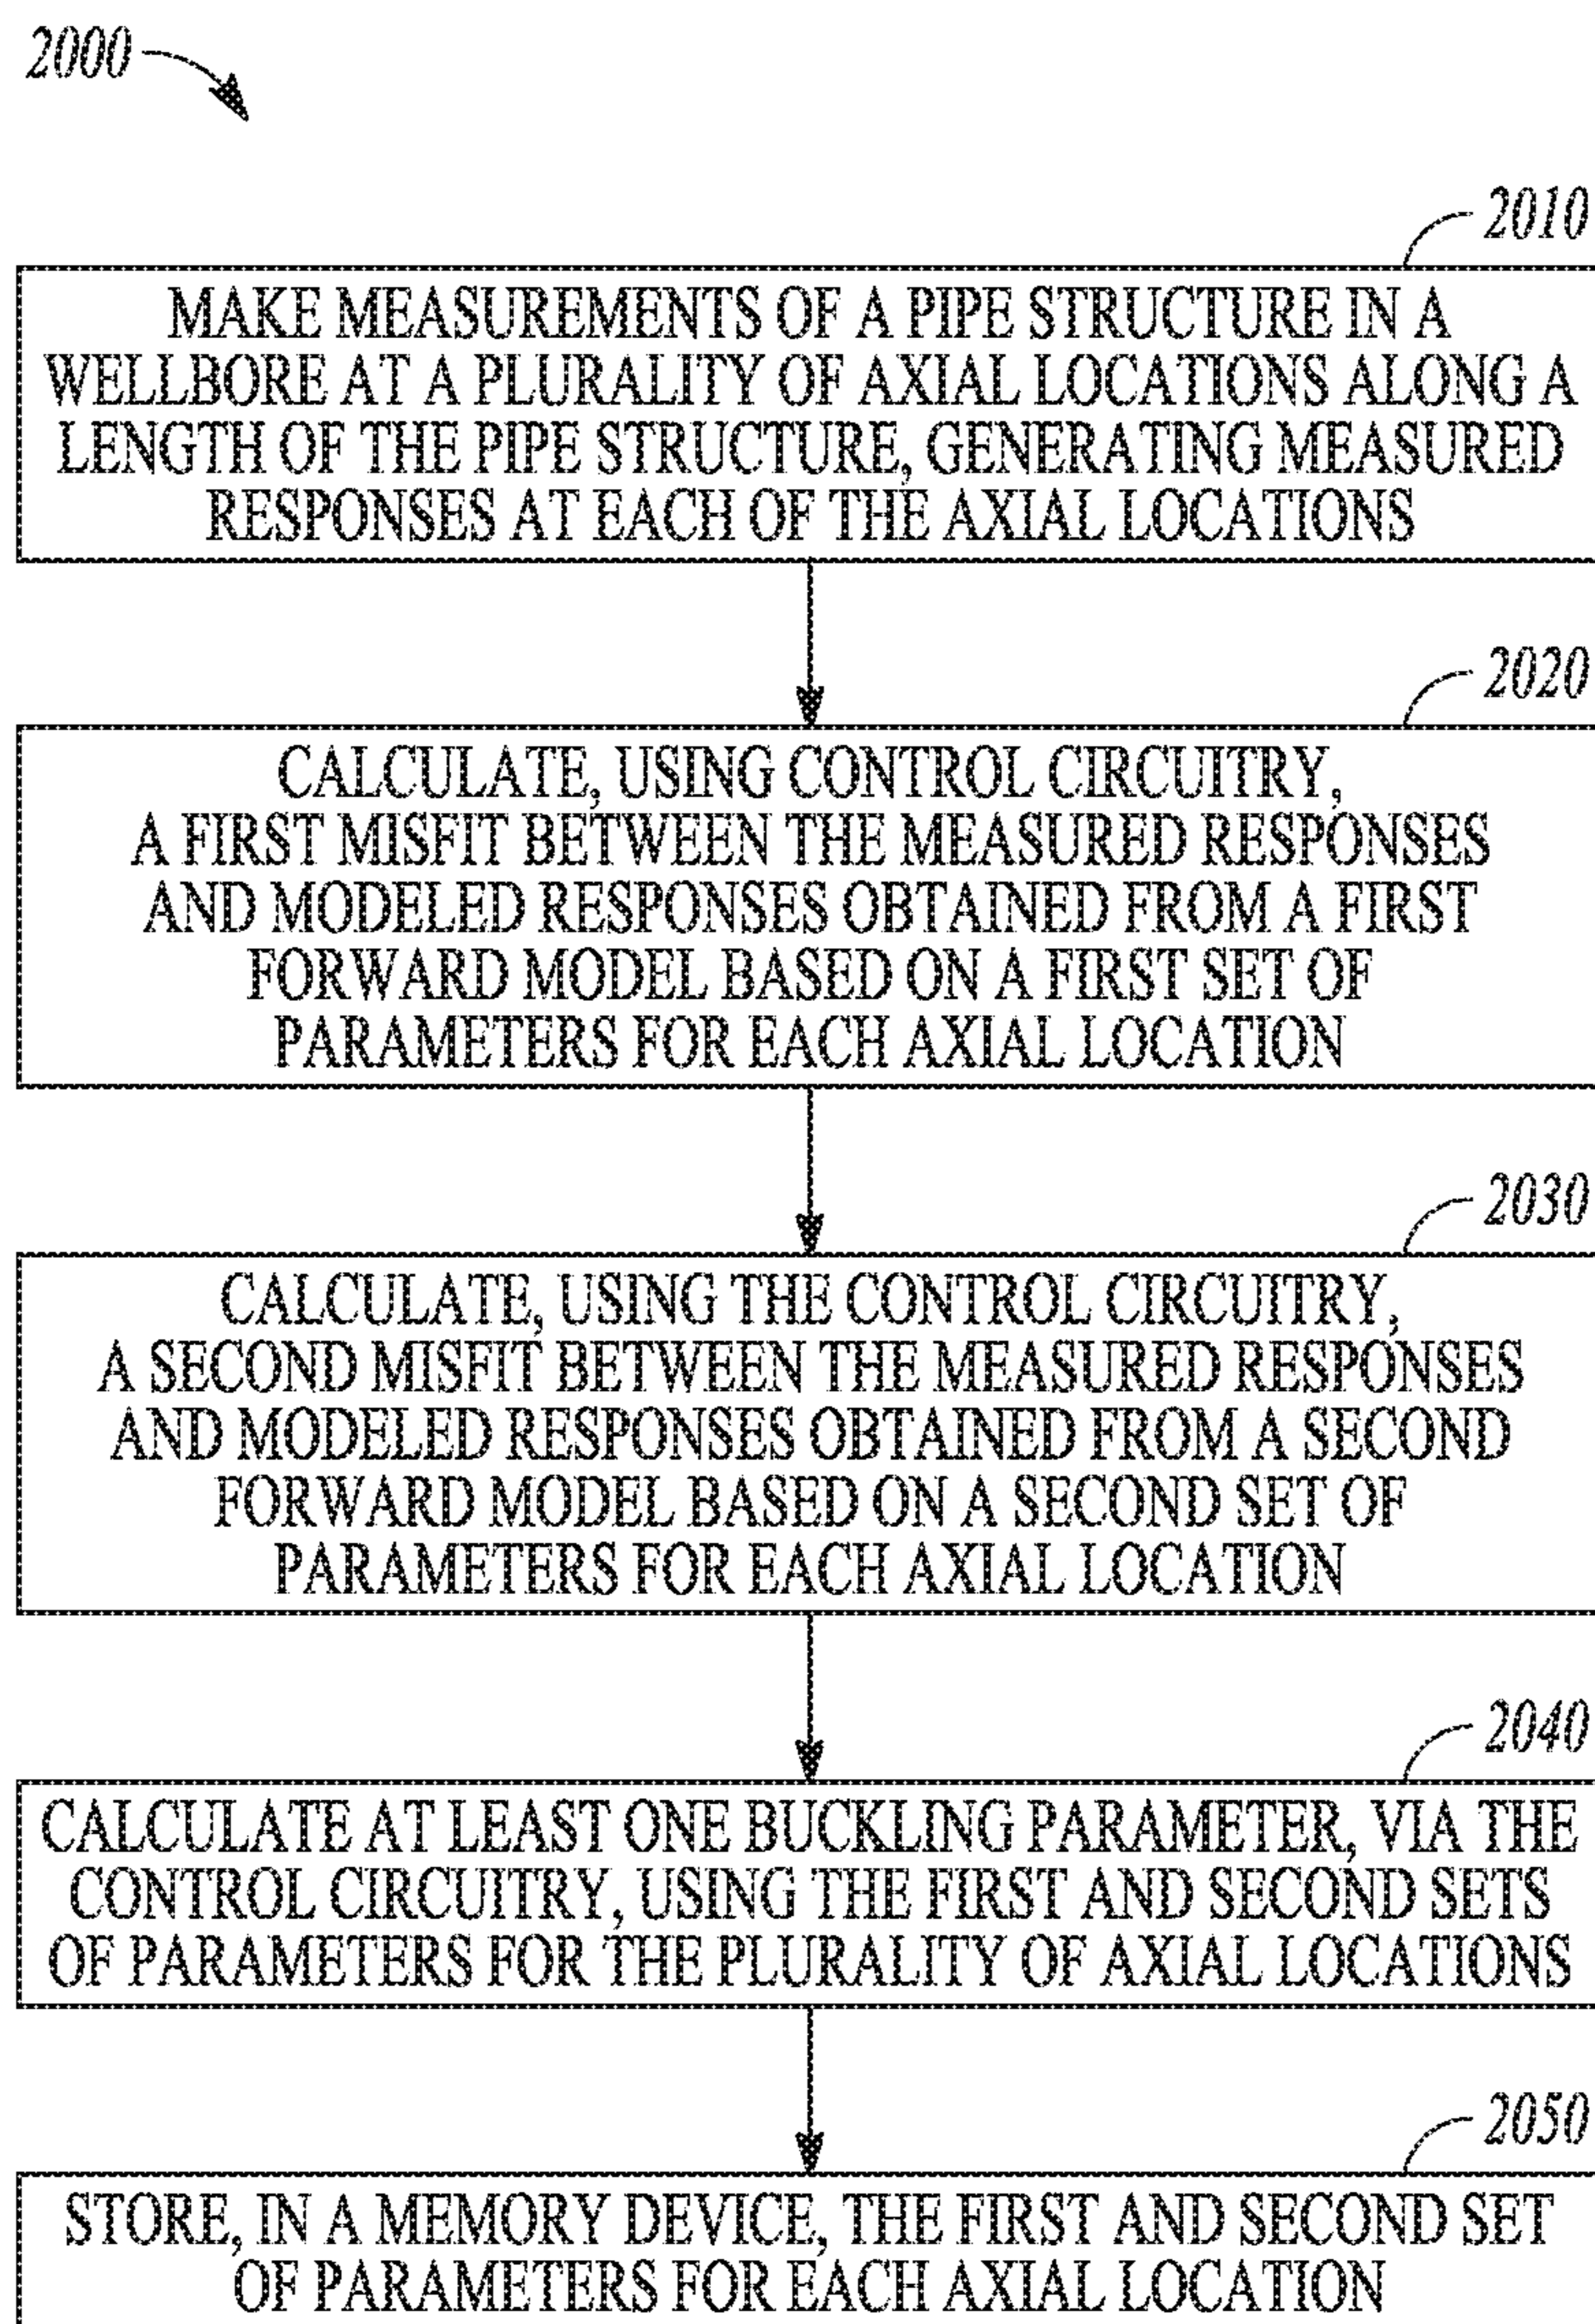 2000
2010
MAKE MEASUREMENTS OF A PIPE STRUCTURE IN A
WELLBORE AT A PLURALITY OF AXIAL LOCATIONS ALONG A
LENGTH OF THE PIPE STRUCTURE, GENERATING MEASURED
RESPONSES AT EACH OF THE AXIAL LOCATIONS
2020
CALCULATE, USING CONTROL CIRCUITRY,
A FIRST MISFIT BETWEEN THE MEASURED RESPONSES
AND MODELED RESPONSES OBTAINED FROM A FIRST
FORWARD MODEL BASED ON A FIRST SET OF
PARAMETERS FOR EACH AXIAL LOCATION
2030
CALCULATE, USING THE CONTROL CIRCUITRY,
A SECOND MISFIT BETWEEN THE MEASURED RESPONSES
AND MODELED RESPONSES OBTAINED FROM A SECOND
FORWARD MODEL BASED ON A SECOND SET OF
PARAMETERS FOR EACH AXIAL LOCATION
2040
CALCULATE AT LEAST ONE BUCKLING PARAMETER, VIA THE
CONTROL CIRCUITRY, USING THE FIRST AND SECOND SETS
OF PARAMETERS FOR THE PLURALITY OF AXIAL LOCATIONS
2050
STORE, IN A MEMORY DEVICE, THE FIRST AND SECOND SET
OF PARAMETERS FOR EACH AXIAL LOCATION